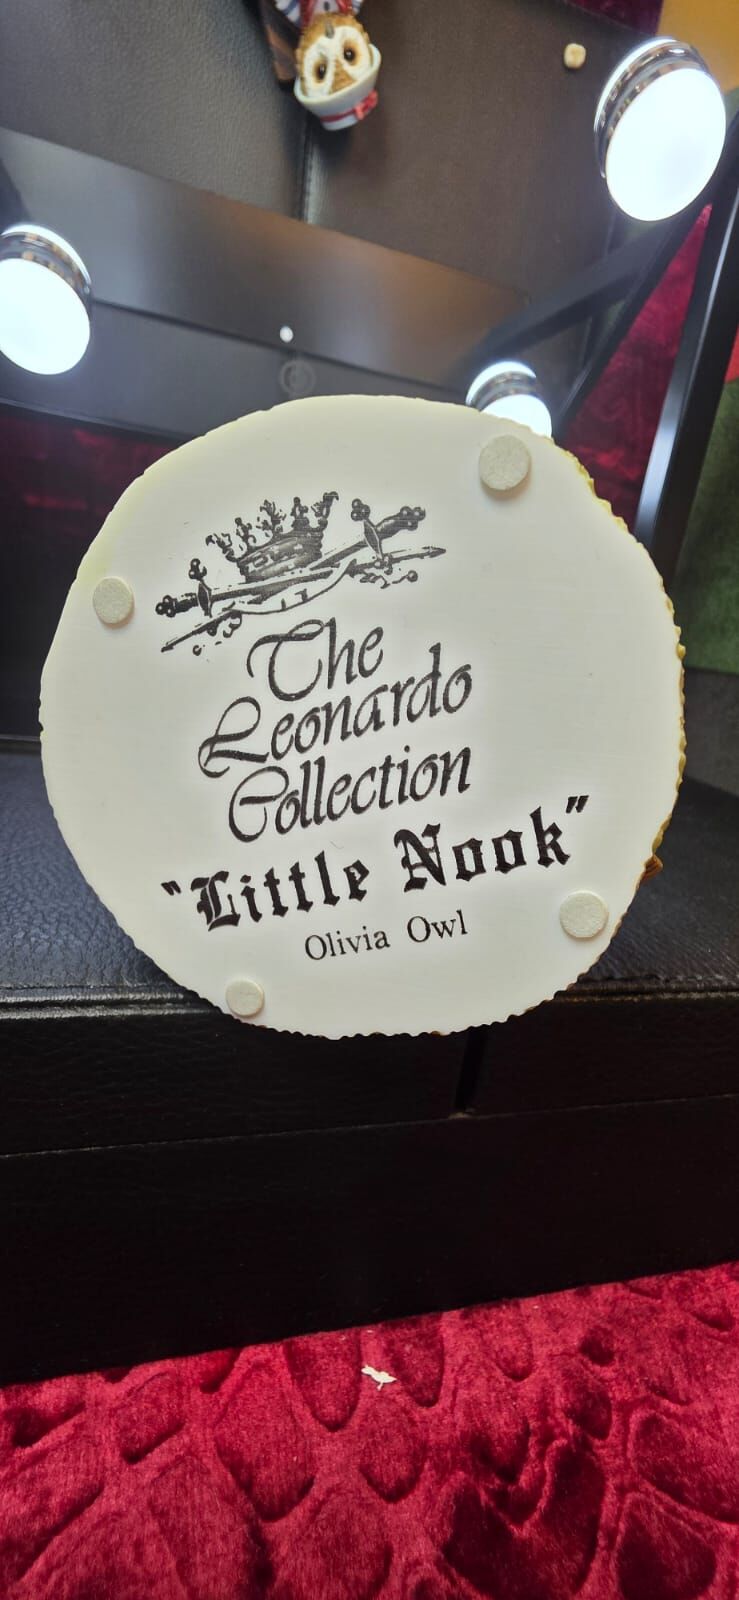 The
Leonardo
Collection
"Little Nook"
Olivia Owl